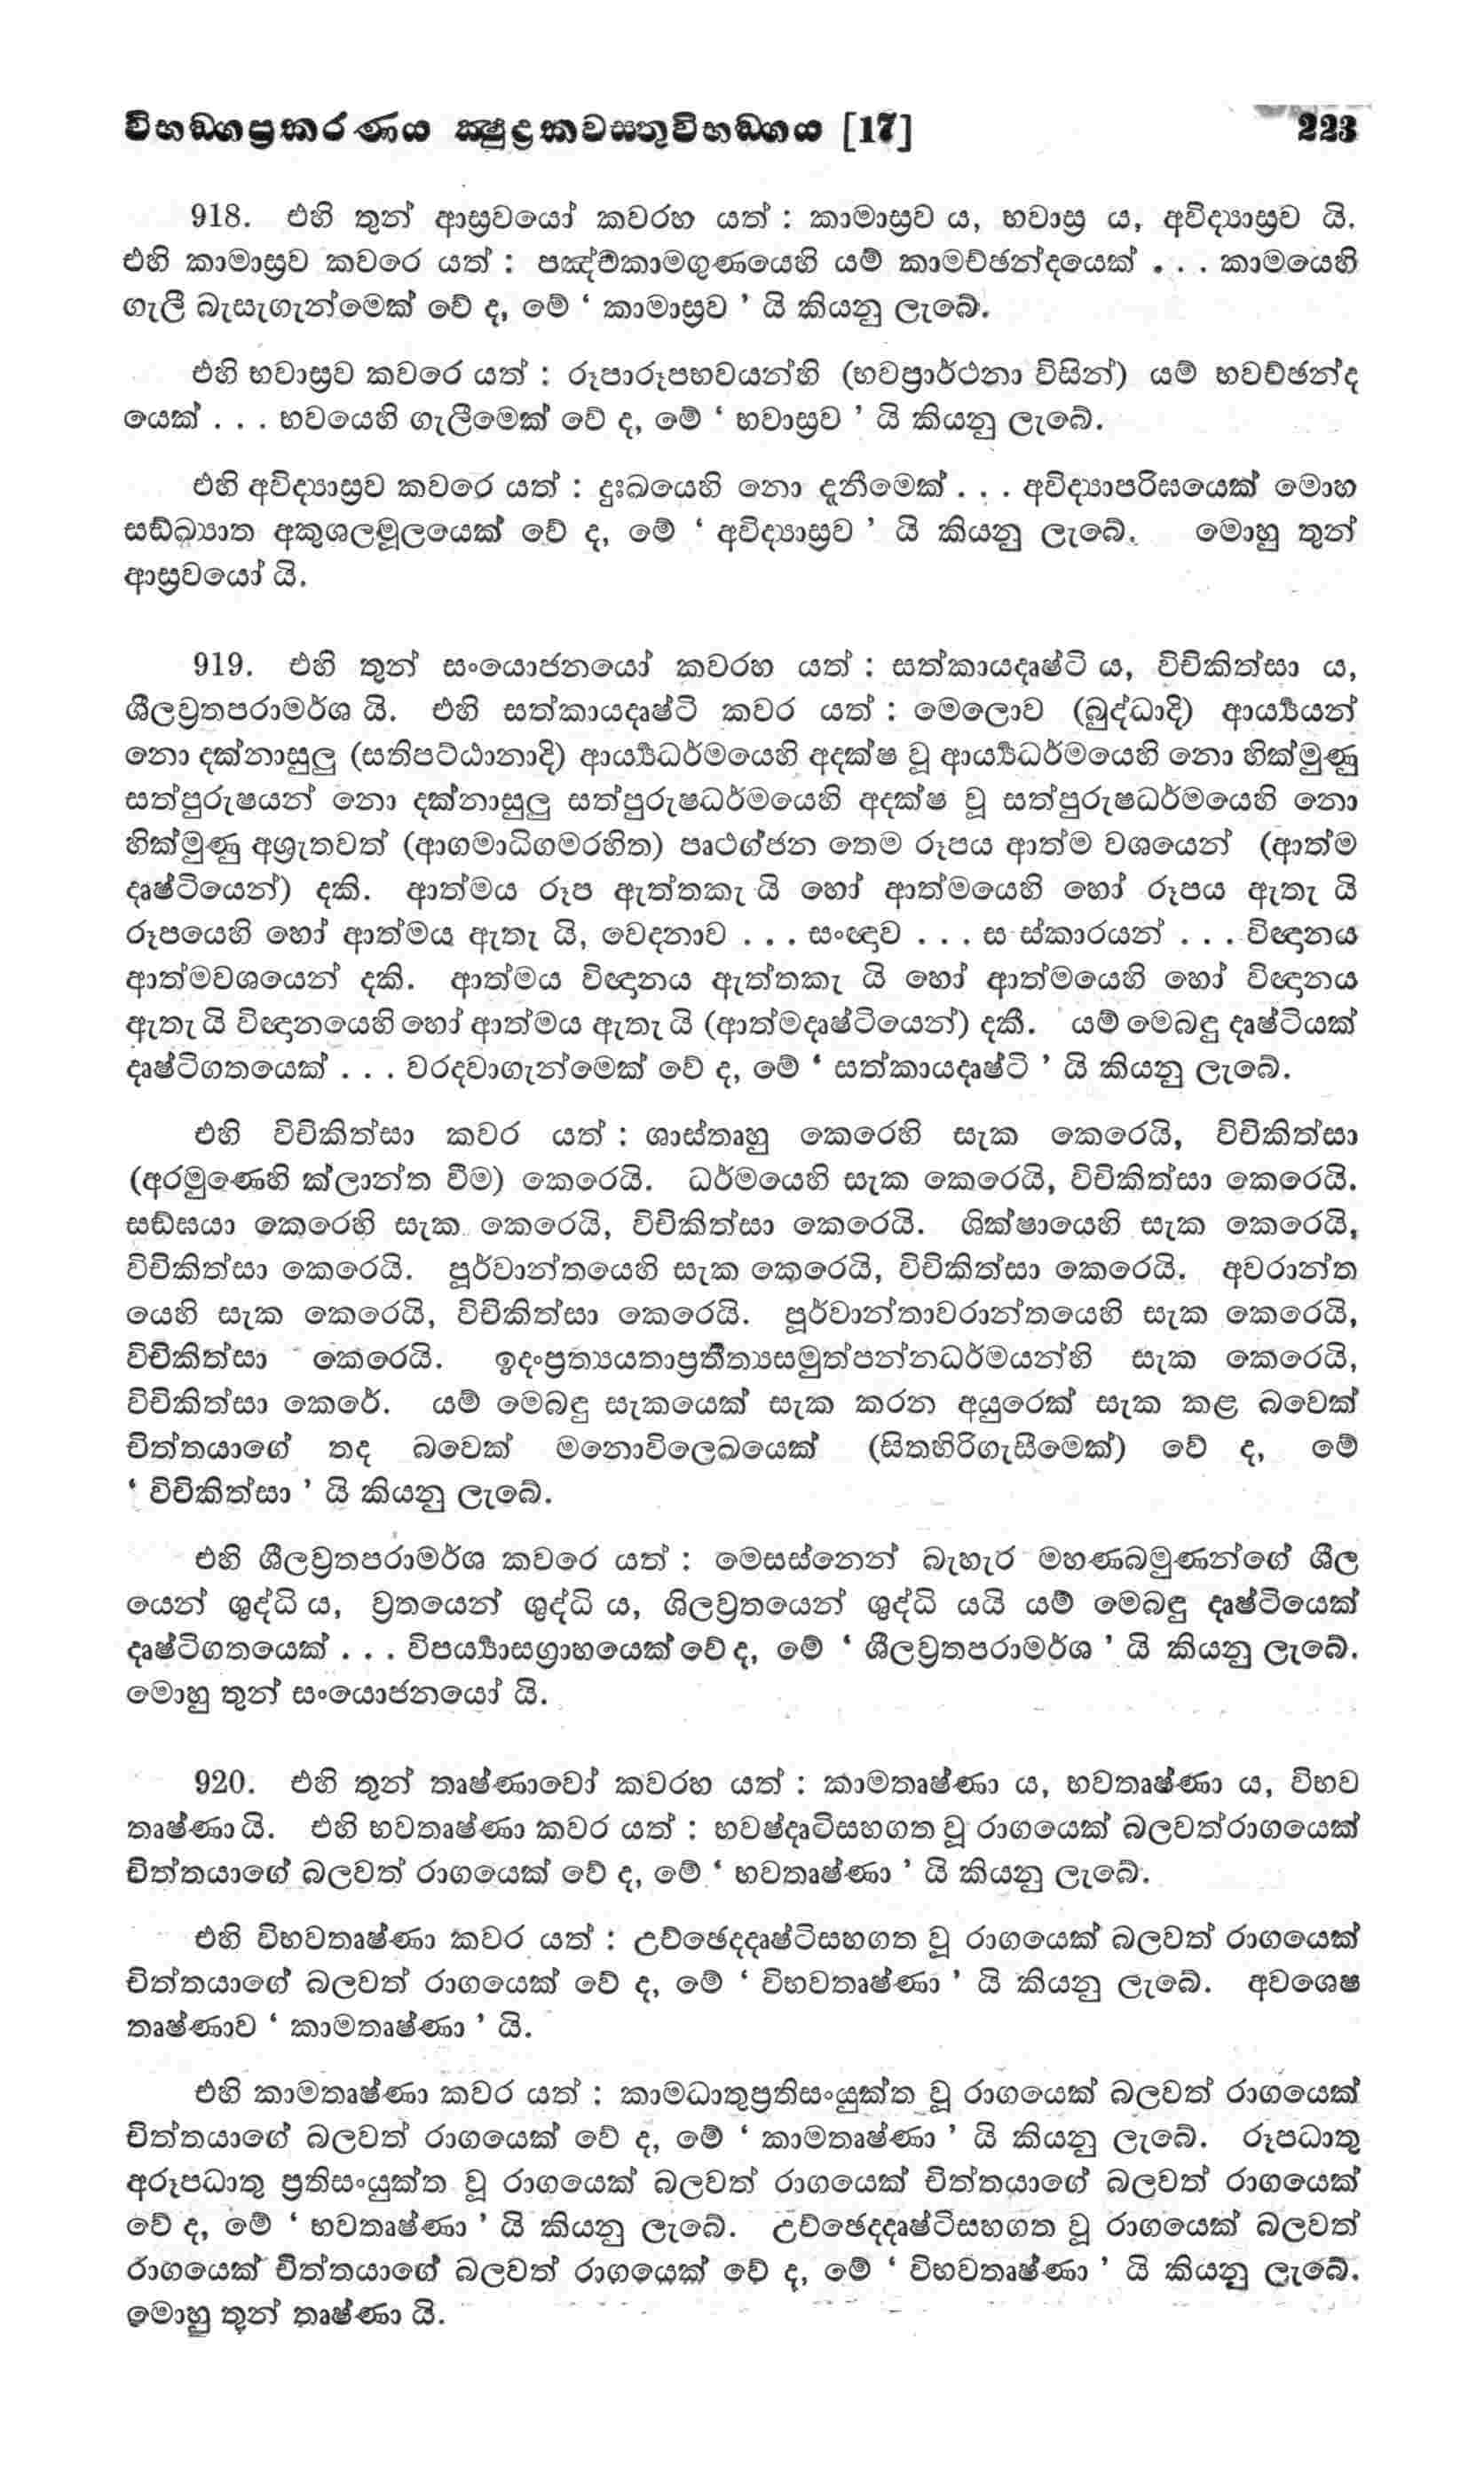 විභඞගප්‍රකරණය ක්‍ෂුද්‍රකවසතුවිභඞගය [17] 223
918. එහි තුන් ආස්‍රවයෝ කවරහ යත් : කාමාස්‍රව ය, භවාස්‍ර ය, අවිද්‍යාස්‍රව යි.
එහි කාමාස්‍රව කවරෙ යත් : පඤ්චකාමගුණයෙහි යම් කාමච්ඡන්දයෙක් . . . කාමයෙහි
ගැලී බැසැගැන්මෙක් වේ ද, මේ ‘ කාමාස්‍රව ’ යි කියනු ලැබේ.
එහි භවාස්‍රව කවරෙ යත් : රූපාරූපභවයන්හි (භවප්‍රාර්ථනා විසින්) යම් භවච්ඡන්ද
යෙක් . . . භවයෙහි ගැලීමෙක් වේ ද, මේ ‘ භවාස්‍රව ’ යි කියනු ලැබේ.
එහි අවිද්‍යාස්‍රව කවරෙ යත් : දුඃඛයෙහි නො දැනීමෙක් . . . අවිද්‍යාපරිඝයෙක් මොහ
සඞ්ඛ්‍යාත අකුශලමූලයෙක් වේ ද, මේ ‘ අවිද්‍යාස්‍රව ’ යි කියනු ලැබේ. මොහු තුන්
ආස්‍රවයෝ යි.
919. එහි තුන් සංයොජනයෝ කවරහ යත් : සත්කායදෘෂ්ටි ය, විචිකිත්සා ය,
ශීලව්‍රතපරාමර්ශ යි. එහි සත්කායදෘෂ්ටි කවර යත් : මෙලොව (බුද්ධාදි) ආර්‍ය්‍යයන්
නො දක්නාසුලු (සතිපට්ඨානාදි) ආර්‍ය්‍යධර්මයෙහි අදක්ෂ වූ ආර්‍ය්‍යධර්මයෙහි නො හික්මුණු
සත්පුරුෂයන් නො දක්නාසුලු සත්පුරුෂධර්මයෙහි අදක්ෂ වූ සත්පුරුෂධර්මයෙහි නො
හික්මුණු අශ්‍රුතවත් (ආගමාධිගමරහිත) පෘථග්ජන තෙම රූපය ආත්ම වශයෙන් (ආත්ම
දෘෂ්ටියෙන්) දකි. ආත්මය රූප ඇත්තකැ යි හෝ ආත්මයෙහි හෝ රූපය ඇතැ යි
රූපයෙහි හෝ ආත්මය ඇතැ යි, වෙදනාව . . . සංඥාව . . . ස ස්කාරයන් . . . විඥානය
ආත්මවශයෙන් දකි. ආත්මය විඥානය ඇත්තකැ යි හෝ ආත්මයෙහි හෝ විඥානය
ඇතැ යි විඥානයෙහි හෝ ආත්මය ඇතැ යි (ආත්මදෘෂ්ටියෙන්) දකී. යම් මෙබඳු දෘෂ්ටියක්
දෘෂ්ටිගතයෙක් . . . වරදවාගැන්මෙක් වේ ද, මේ ‘ සත්කායදෘෂ්ටි ’ යි කියනු ලැබේ.
එහි විචිකිත්සා කවර යත් : ශාස්තෘහු කෙරෙහි සැක කෙරෙයි, විචිකිත්සා
(අරමුණෙහි ක්ලාන්ත වීම) කෙරෙයි. ධර්මයෙහි සැක කෙරෙයි, විචිකිත්සා කෙරෙයි.
සඞ්ඝයා කෙරෙහි සැක කෙරෙයි, විචිකිත්සා කෙරෙයි. ශික්ෂායෙහි සැක කෙරෙයි,
විචිකිත්සා කෙරෙයි. පූර්වාන්තයෙහි සැක කෙරෙයි, විචිකිත්සා කෙරෙයි. අවරාන්ත
යෙහි සැක කෙරෙයි, විචිකිත්සා කෙරෙයි. පූර්වාන්තාවරාන්තයෙහි සැක කෙරෙයි,
විචිකිත්සා කෙරෙයි. ඉදංප්‍රත්‍යයතාප්‍රතීත්‍යසමුත්පන්නධර්මයන්හි සැක කෙරෙයි,
විචිකිත්සා කෙරේ. යම් මෙබඳු සැකයෙක් සැක කරන අයුරෙක් සැක කළ බවෙක්
චිත්තයාගේ තද බවෙක් මනොවිලෙඛයෙක් (සිතහිරිගැසීමෙක්) වේ ද, මේ
‘ විචිකිත්සා ’ යි කියනු ලැබේ.
එහි ශීලව්‍රතපරාමර්ශ කවරෙ යත් : මෙසස්නෙන් බැහැර මහණබමුණන්ගේ ශීල
යෙන් ශුද්ධි ය, ව්‍රතයෙන් ශුද්ධි ය, ශිලව්‍රතයෙන් ශුද්ධි යයි යම් මෙබඳු දෘෂ්ටියෙක්
දෘෂ්ටිගතයෙක් . . . විපර්‍ය්‍යාසග්‍රාහයෙක් වේ ද, මේ ‘ ශීලව්‍රතපරාමර්ශ ’ යි කියනු ලැබේ.
මොහු තුන් සංයොජනයෝ යි.
920. එහි තුන් තෘෂ්ණාවෝ කවරහ යත් : කාමතෘෂ්ණා ය, භවතෘෂ්ණා ය, විභව
තෘෂ්ණා යි. එහි භවතෘෂ්ණා කවර යත් : භවෂ්දෘටිසහගත වූ රාගයෙක් බලවත්රාගයෙක්
චිත්තයාගේ බලවත් රාගයෙක් වේ ද, මේ ‘ භවතෘෂ්ණා ’ යි කියනු ලැබේ.
එහි විභවතෘෂ්ණා කවර යත් : උච්ඡෙදදෘෂ්ටිසහගත වූ රාගයෙක් බලවත් රාගයෙක්
චිත්තයාගේ බලවත් රාගයෙක් වේ ද, මේ ‘ විභවතෘෂ්ණා ’ යි කියනු ලැබේ. අවශෙෂ
තෘෂ්ණාව ‘ කාමතෘෂ්ණා ’ යි.
එහි කාමතෘෂ්ණා කවර යත් : කාමධාතුප්‍රතිසංයුක්ත වූ රාගයෙක් බලවත් රාගයෙක්
චිත්තයාගේ බලවත් රාගයෙක් වේ ද, මේ ‘ කාමතෘෂ්ණා ’ යි කියනු ලැබේ. රූපධාතු
අරූපධාතු ප්‍රතිසංයුක්ත වූ රාගයෙක් බලවත් රාගයෙක් චිත්තයාගේ බලවත් රාගයෙක්
වේ ද, මේ ‘ භවතෘෂ්ණා ’ යි කියනු ලැබේ. උච්ඡෙදදෘෂ්ටිසහගත වූ රාගයෙක් බලවත්
රාගයෙක් චිත්තයාගේ බලවත් රාගයෙක් වේ ද, මේ ‘ විභවතෘෂ්ණා ’ යි කියනු ලැබේ.
මොහු තුන් තෘෂ්ණා යි.